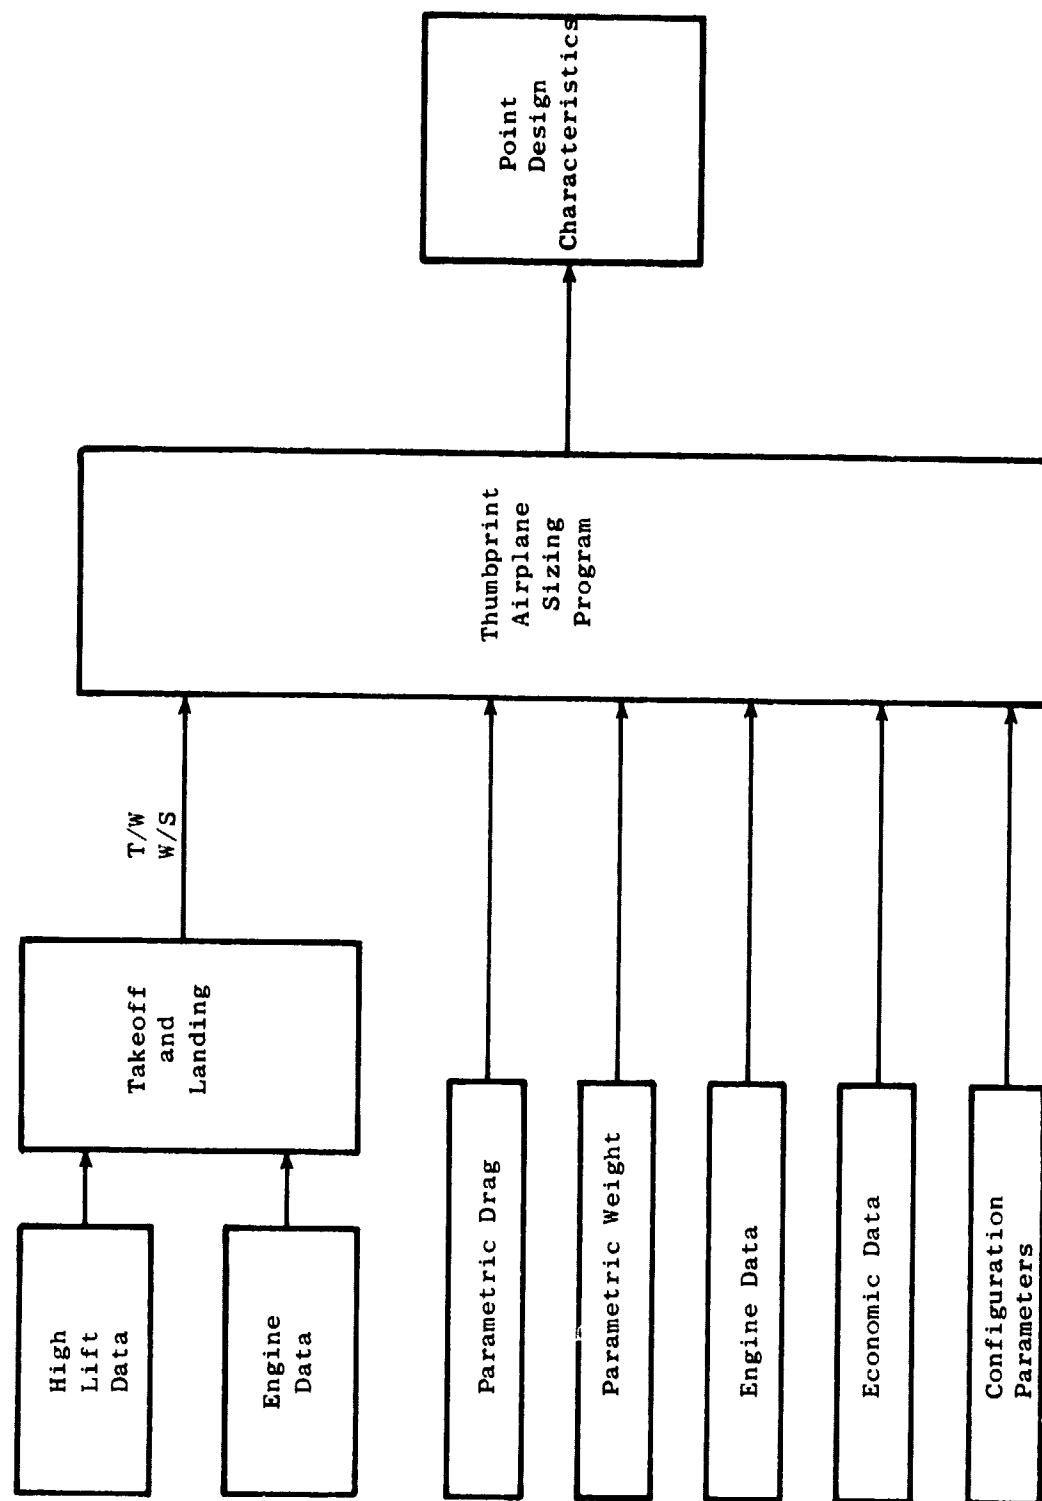 High
Lift
Data
Engine
Data
Takeoff
and
Landing
T/W
W/S
Parametric Drag
Parametric Weight
Engine Data
Economic Data
Configuration
Parameters
Thumbprint
Airplane
Sizing
Program
Point
Design
Characteristics